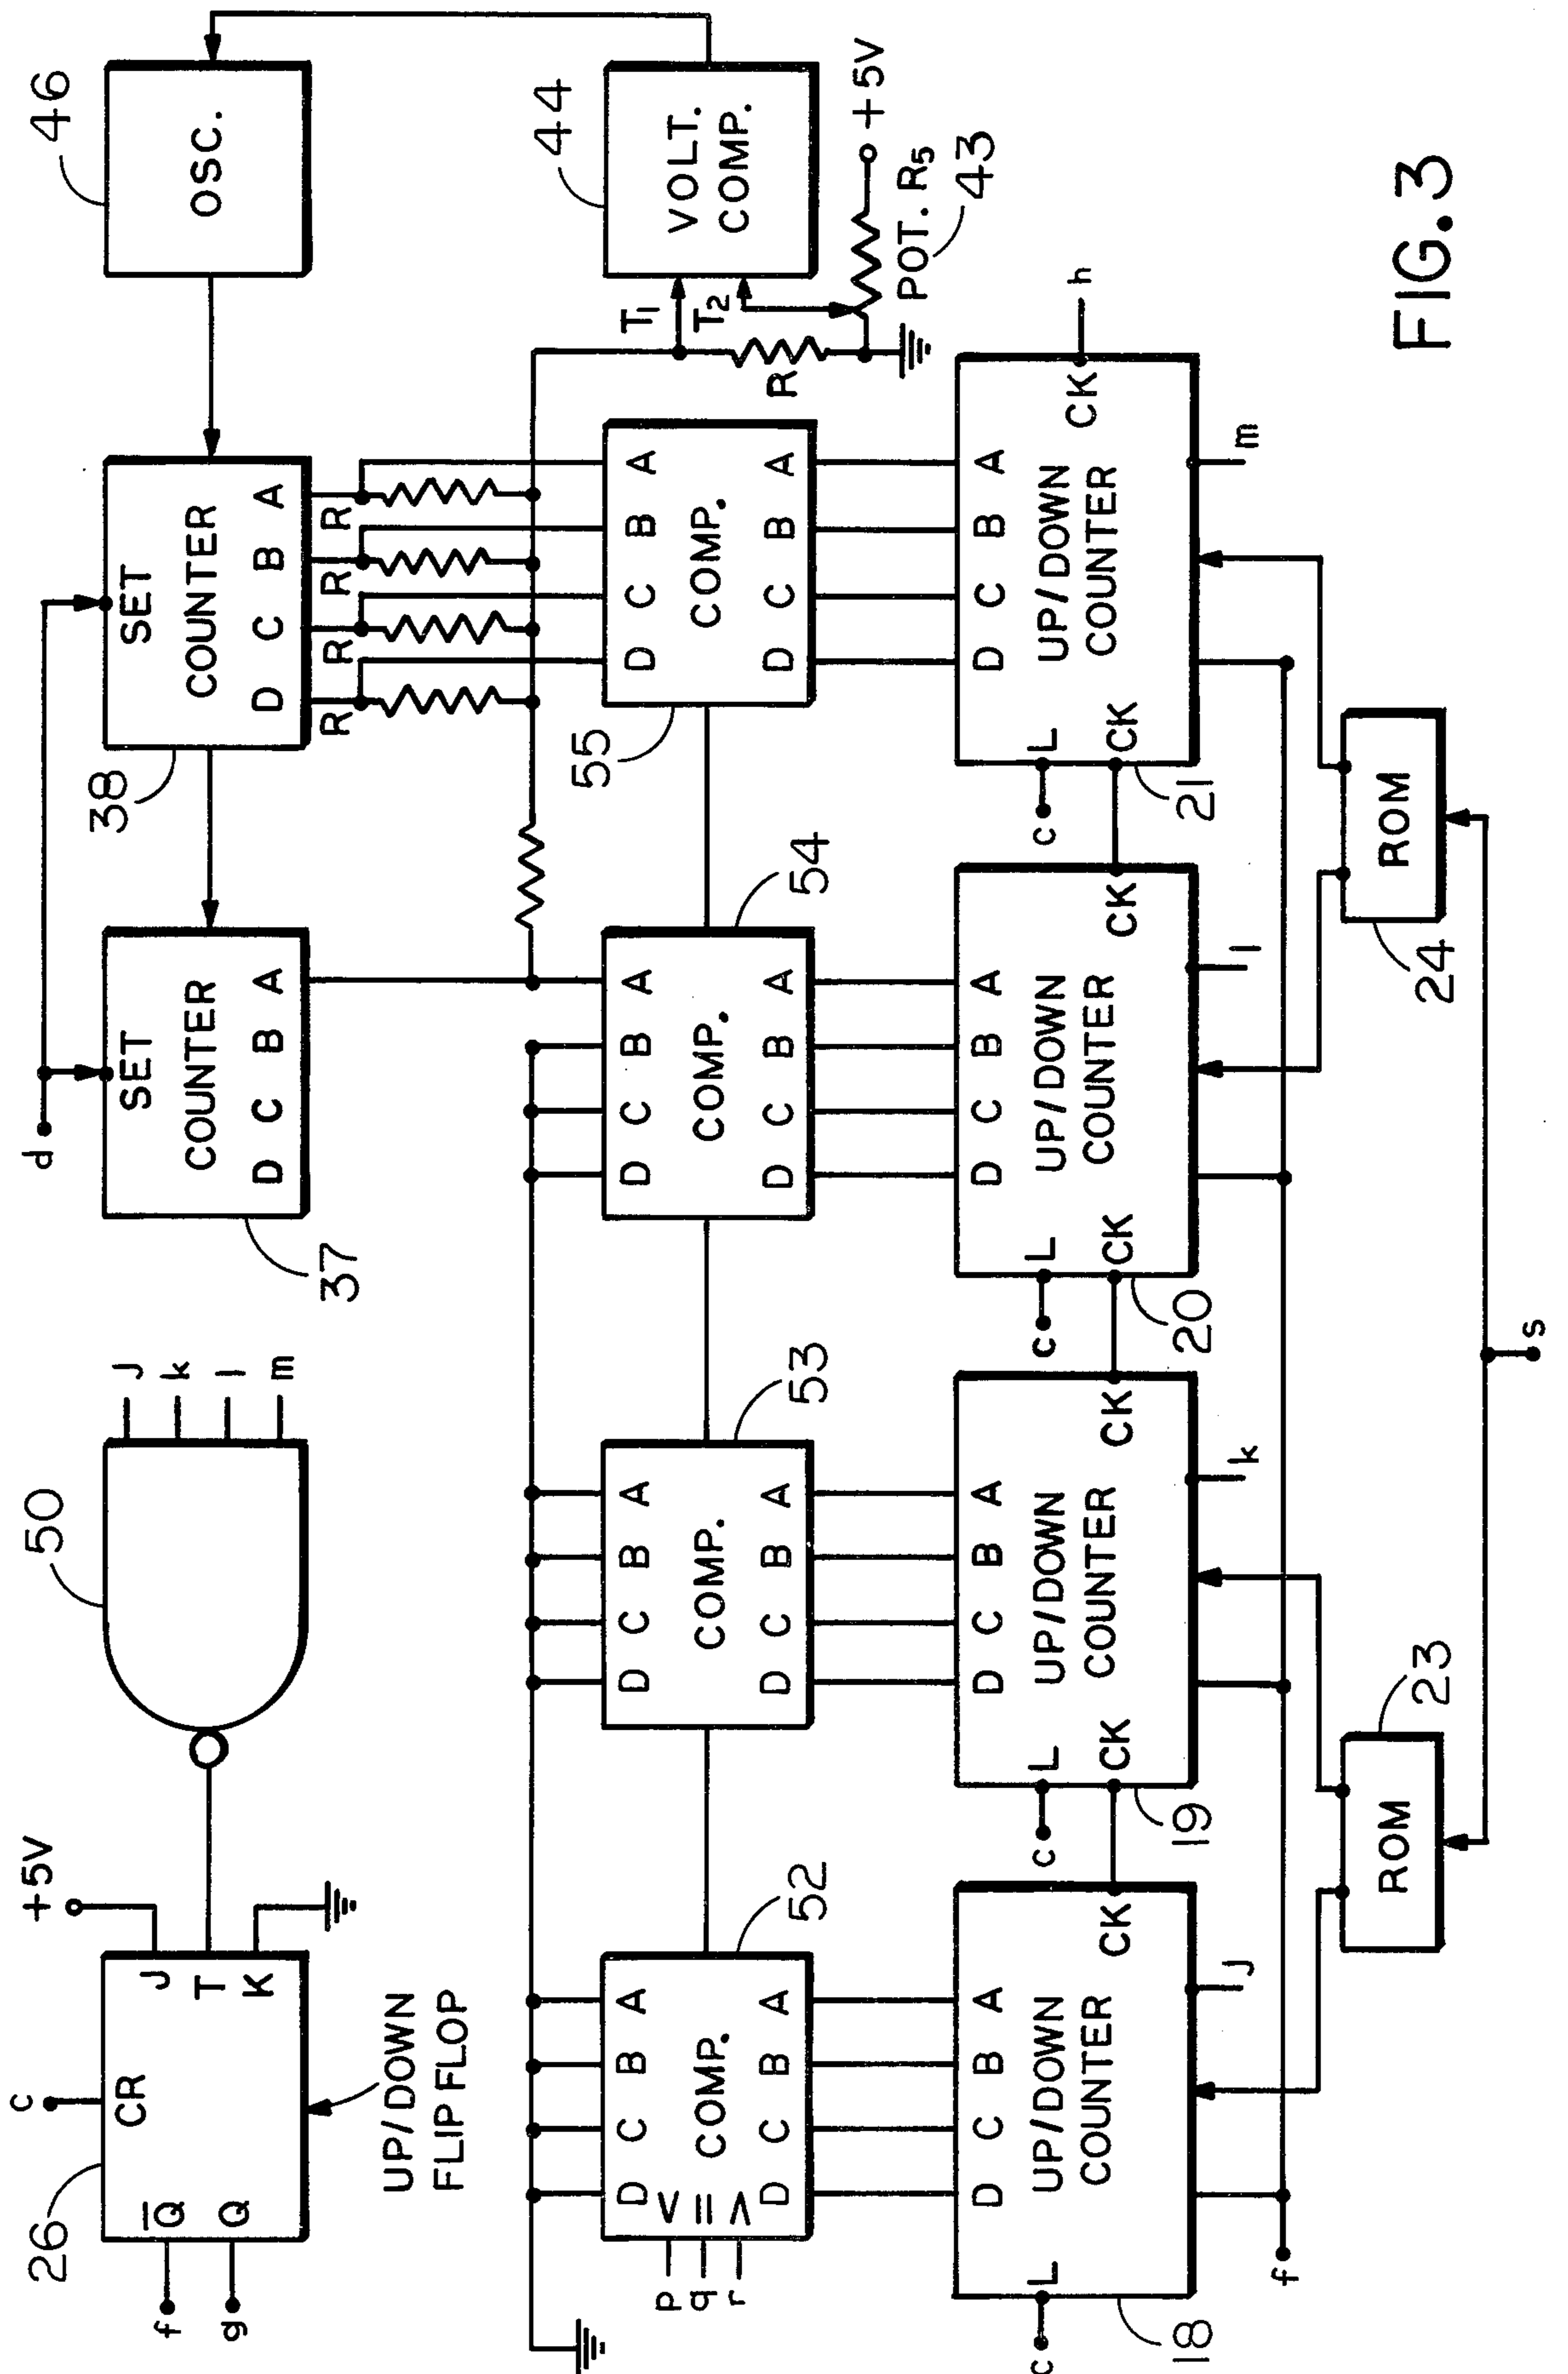 c
26
CR
+5V
J
T
K
Q̅
Q
f
g
UP/DOWN
FLIP FLOP
50
J
k
l
m
d
37
SET
COUNTER
D C B A
38
SET
COUNTER
D C B A
46
OSC.
R
R
R
R
52
D C B A
COMP.
D C B A
<
=
>
p
q
r
53
D C B A
COMP.
D C B A
54
D C B A
COMP.
D C B A
55
D C B A
COMP.
D C B A
44
VOLT.
COMP.
T1
T2
R
+5V
POT. R5
43
18
c
L
D C B A
UP/DOWN
COUNTER
CK
J
19
c
L
CK
D C B A
UP/DOWN
COUNTER
CK
k
20
c
L
CK
D C B A
UP/DOWN
COUNTER
CK
l
21
c
L
CK
D C B A
UP/DOWN
COUNTER
CK
h
m
f
23
ROM
24
ROM
s
FIG.3